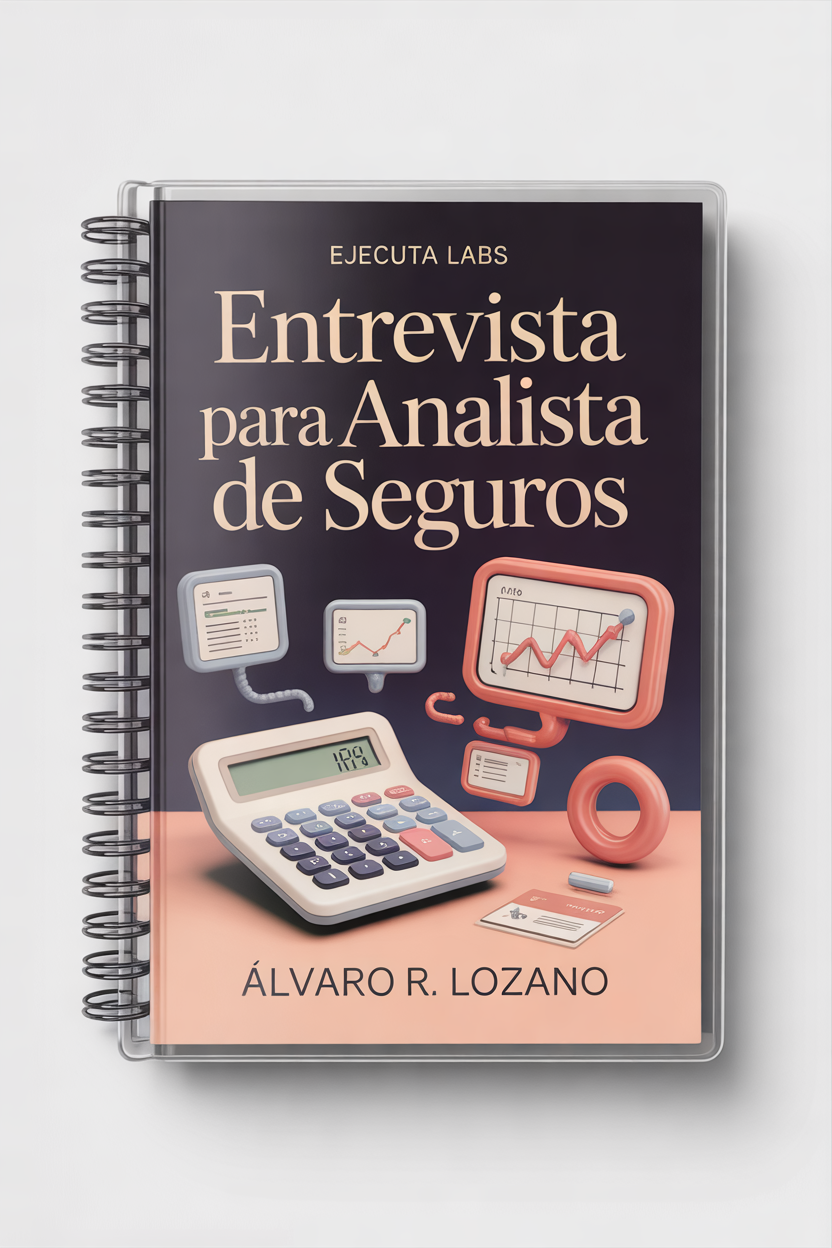 EJECUTA LABS
Entrevista
para Analista
de Seguros
ÁLVARO R. LOZANO